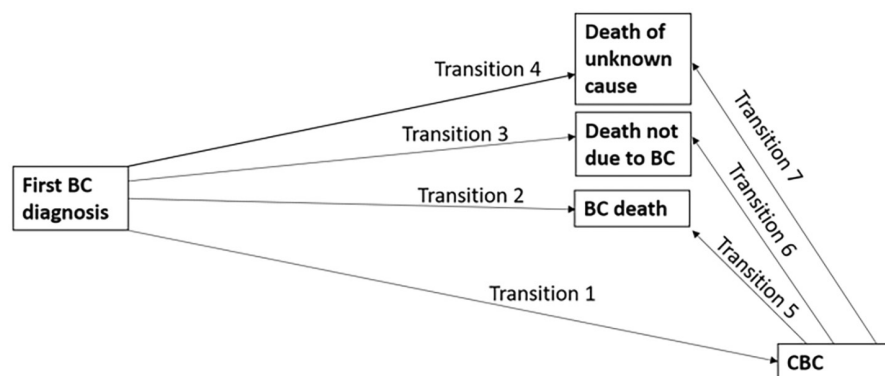 Death of
unknown
cause
Transition 4
Transition 7
Transition 3
Death not
due to BC
First BC
diagnosis
Transition 2
BC death
Transition 6
Transition 1
Transition 5
CBC